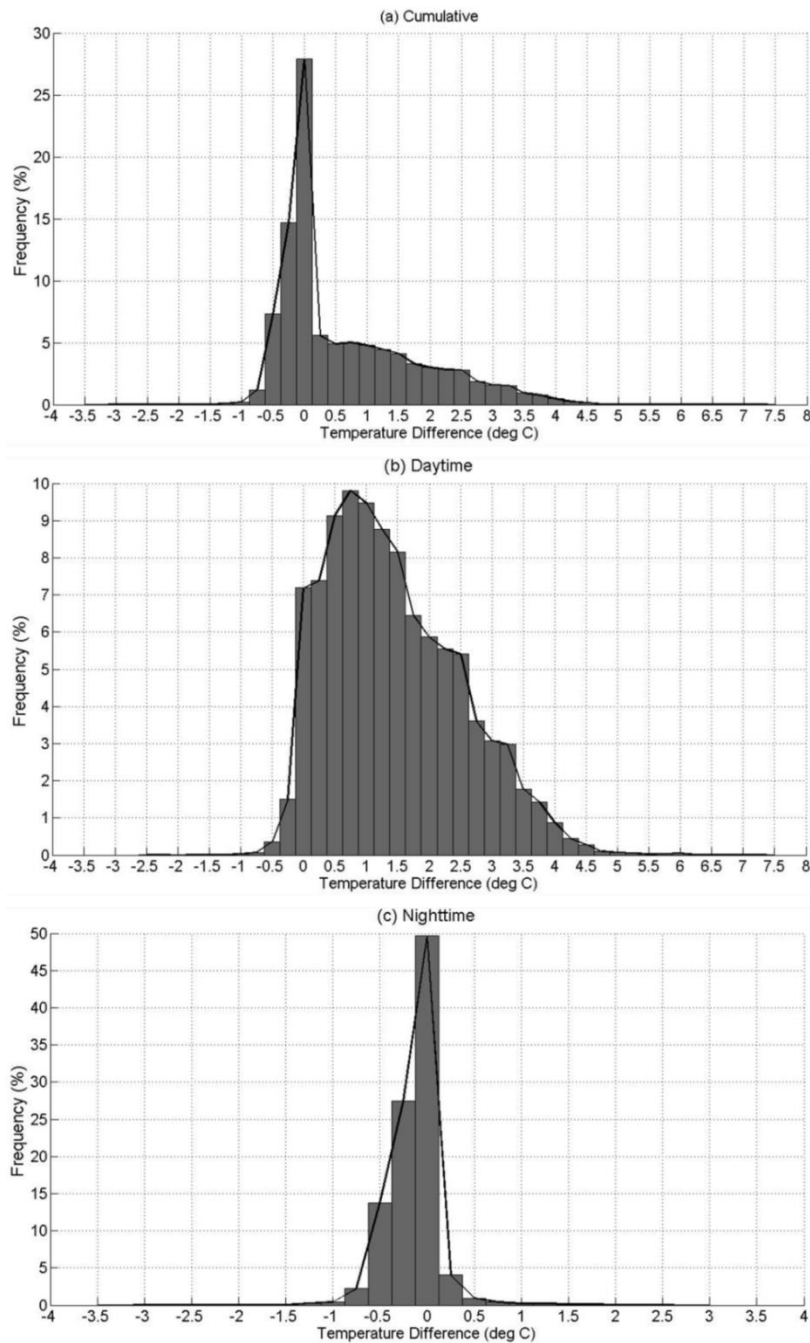 (a) Cumulative
30
25
20
15
10
5
0
Frequency (%)
-4 -3.5 -3 -2.5 -2 -1.5 -1 -0.5 0 0.5 1 1.5 2 2.5 3 3.5 4 4.5 5 5.5 6 6.5 7 7.5 8
Temperature Difference (deg C)
(b) Daytime
10
9
8
7
6
5
4
3
2
1
0
Frequency (%)
-4 -3.5 -3 -2.5 -2 -1.5 -1 -0.5 0 0.5 1 1.5 2 2.5 3 3.5 4 4.5 5 5.5 6 6.5 7 7.5 8
Temperature Difference (deg C)
(c) Nighttime
50
45
40
35
30
25
20
15
10
5
0
Frequency (%)
-4 -3.5 -3 -2.5 -2 -1.5 -1 -0.5 0 0.5 1 1.5 2 2.5 3 3.5 4
Temperature Difference (deg C)